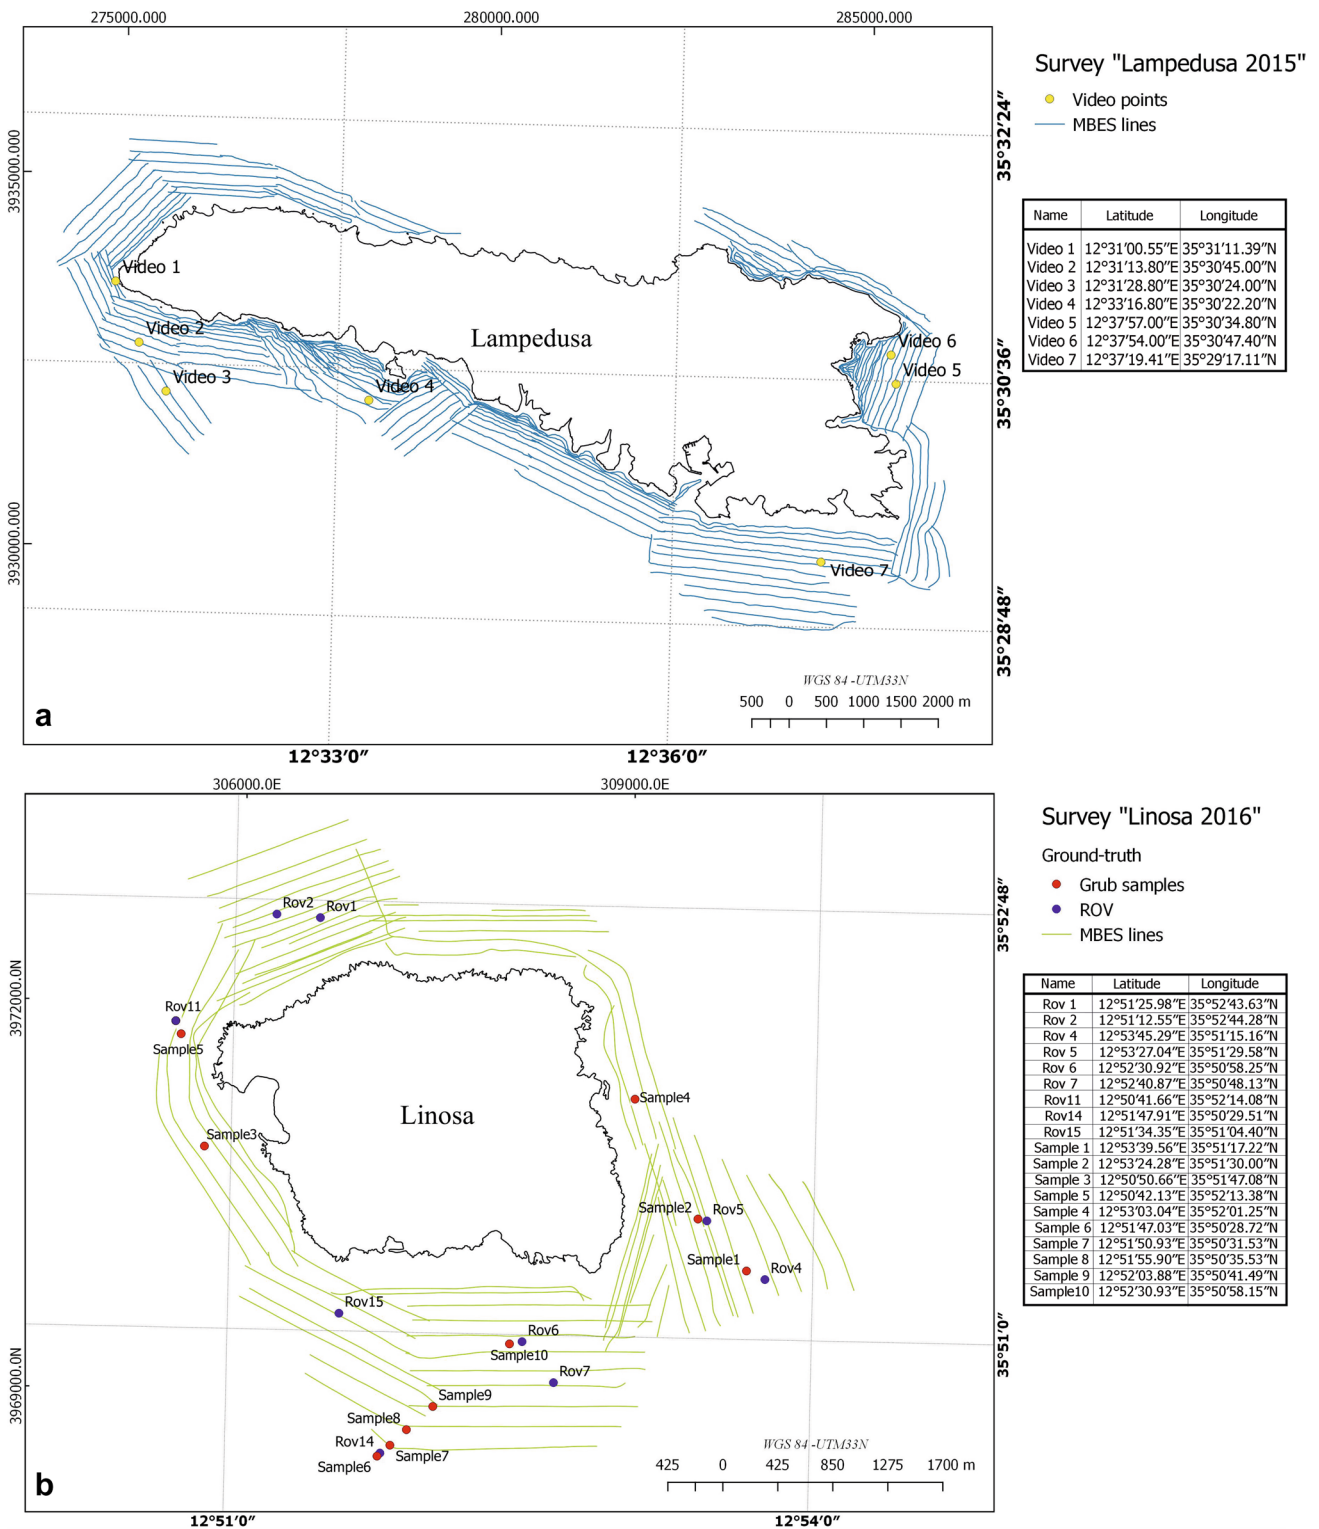 275000.000 280000.000 285000.000
Survey "Lampedusa 2015"
Video points
MBES lines
3935000.000
35°32′24″
Name Latitude Longitude
Video 1 12°31′00.55″E 35°31′11.39″N
Video 2 12°31′13.80″E 35°30′45.00″N
Video 3 12°31′28.80″E 35°30′24.00″N
Video 4 12°33′16.80″E 35°30′22.20″N
Video 5 12°37′57.00″E 35°30′34.80″N
Video 6 12°37′54.00″E 35°30′47.40″N
Video 7 12°37′19.41″E 35°29′17.11″N
Video 1
Video 2
Lampedusa
Video 6
Video 5
Video 3
Video 4
35°30′36″
3930000.000
Video 7
35°28′48″
WGS 84 -UTM33N
500 0 500 1000 1500 2000 m
a
12°33′0″ 12°36′0″
306000.0E 309000.0E
Survey "Linosa 2016"
Ground-truth
Grub samples
ROV
MBES lines
35°52′48″
Rov2
Rov1
3972000.0N
Name Latitude Longitude
Rov 1 12°51′25.98″E 35°52′43.63″N
Rov 2 12°51′12.55″E 35°52′44.28″N
Rov 4 12°53′45.29″E 35°51′15.16″N
Rov 5 12°53′27.04″E 35°51′29.58″N
Rov 6 12°52′30.92″E 35°50′58.25″N
Rov 7 12°52′40.87″E 35°50′48.13″N
Rov11 12°50′41.66″E 35°52′14.08″N
Rov14 12°51′47.91″E 35°50′29.51″N
Rov15 12°51′34.35″E 35°51′04.40″N
Sample 1 12°53′39.56″E 35°51′17.22″N
Sample 2 12°53′24.28″E 35°51′30.00″N
Sample 3 12°50′50.66″E 35°51′47.08″N
Sample 5 12°50′42.13″E 35°52′13.38″N
Sample 4 12°53′03.04″E 35°52′01.25″N
Sample 6 12°51′47.03″E 35°50′28.72″N
Sample 7 12°51′50.93″E 35°50′31.53″N
Sample 8 12°51′55.90″E 35°50′35.53″N
Sample 9 12°52′03.88″E 35°50′41.49″N
Sample10 12°52′30.93″E 35°50′58.15″N
Rov11
Sample5
Sample4
Linosa
Sample3
Sample2
Rov5
Sample1
Rov4
Rov15
Rov6
Sample10
35°51′0″
Rov7
3969000.0N
Sample9
Sample8
Rov14
Sample7
Sample6
WGS 84 -UTM33N
425 0 425 850 1275 1700 m
b
12°51′0″ 12°54′0″